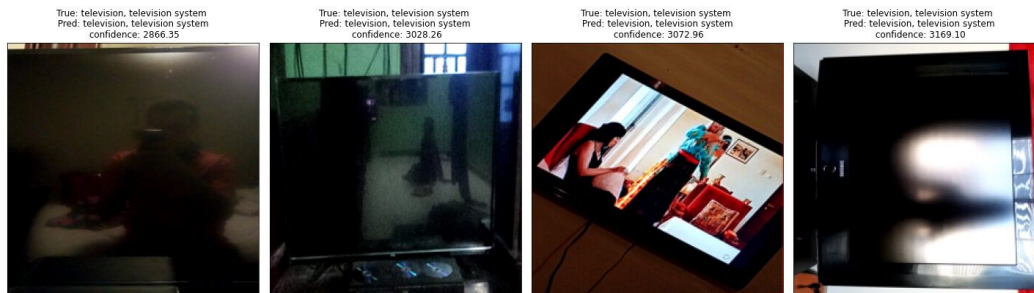 True: television, television system
Pred: television, television system
confidence: 2866.35
True: television, television system
Pred: television, television system
confidence: 3028.26
True: television, television system
Pred: television, television system
confidence: 3072.96
True: television, television system
Pred: television, television system
confidence: 3169.10